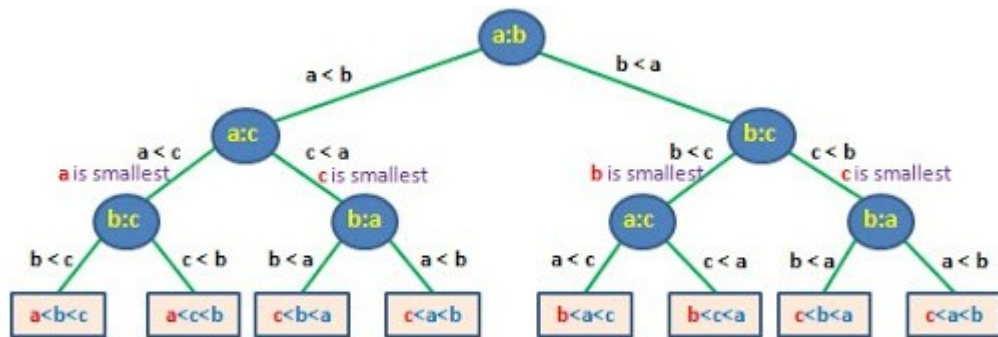 a:b
a < b
b < a
a:c
b:c
a < c
c < a
b < c
c < b
a is smallest
c is smallest
b is smallest
c is smallest
b:c
b:a
a:c
b:a
b < c
c < b
b < a
a < b
a < c
c < a
b < a
a < b
a<b<c
a<c<b
c<b<a
c<a<b
b<a<c
b<c<a
c<b<a
c<a<b